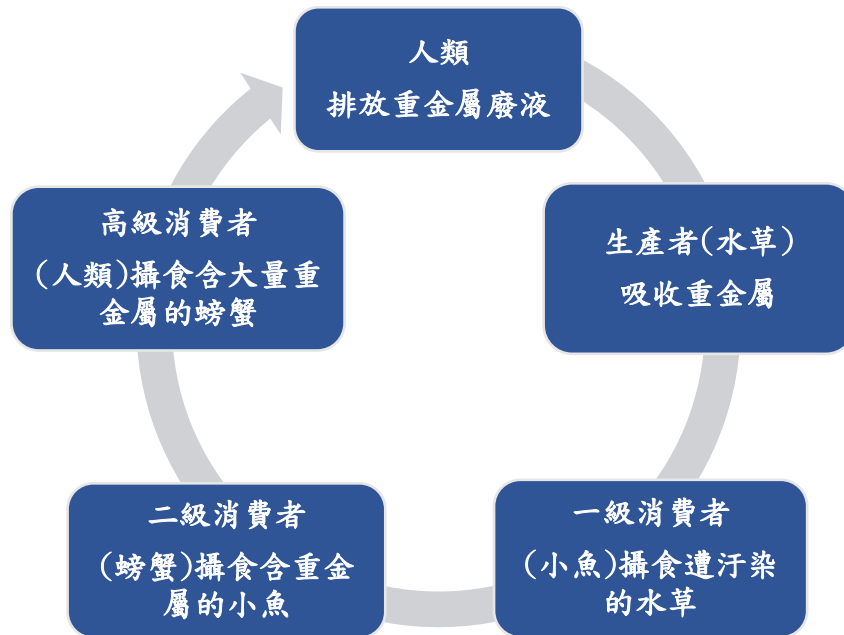 人類
排放重金屬廢液
生產者(水草)
吸收重金屬
一級消費者
(小魚)攝食遭汙染
的水草
二級消費者
(螃蟹)攝食含重金
屬的小魚
高級消費者
(人類)攝食含大量重
金屬的螃蟹